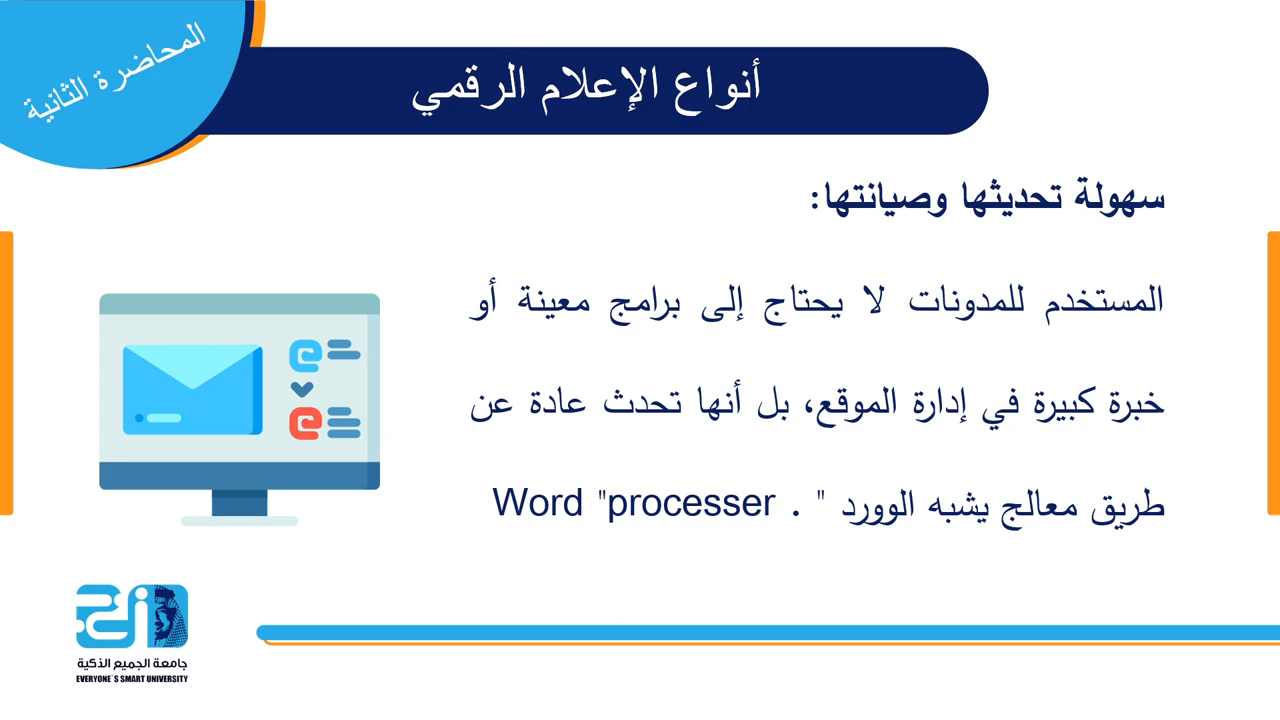 المحاضرة الثانية
أنواع الإعلام الرقمي
سهولة تحديثها وصيانتها:
المستخدم للمدونات لا يحتاج إلى برامج معينة أو
خبرة كبيرة في إدارة الموقع، بل أنها تحدث عادة عن
طريق معالج يشبه الوورد " . Word "processer
جامعة الجميع الذكية
EVERYONE`S SMART UNIVERSITY